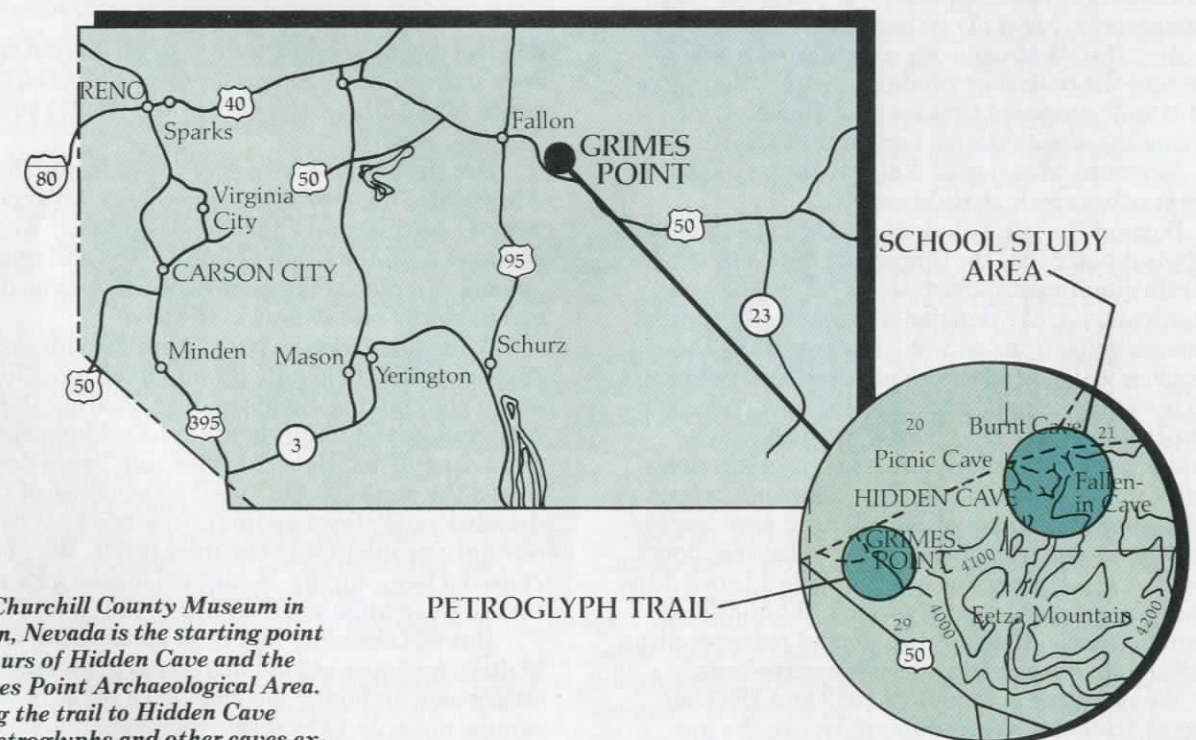 RENO
Sparks
40
80
50
Virginia
City
CARSON CITY
Minden
50
395
3
Mason
Yerington
Schurz
95
Fallon
GRIMES
POINT
50
23
SCHOOL STUDY
AREA
20
Burnt Cave
21
Picnic Cave
Fallen-
in Cave
HIDDEN CAVE
GRIMES
POINT
4100
PETROGLYPH TRAIL
4000
Eetza Mountain
4200
29
50
Churchill County Museum in
n, Nevada is the starting point
ours of Hidden Cave and the
es Point Archaeological Area.
g the trail to Hidden Cave
etroglyphs and other caves ex-